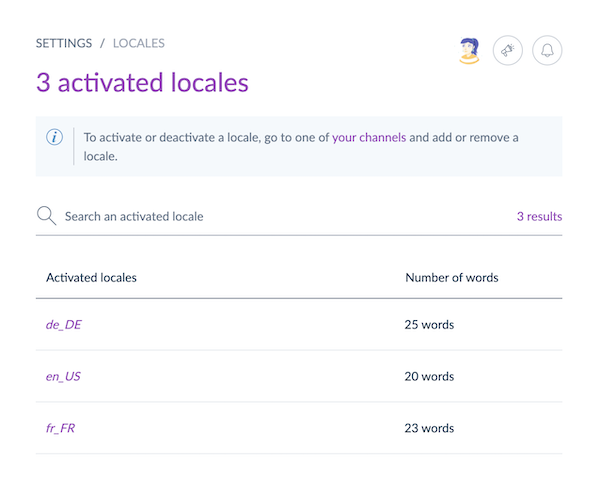 SETTINGS / LOCALES
3 activated locales
i
To activate or deactivate a locale, go to one of your channels and add or remove a
locale.
Search an activated locale 3 results
Activated locales Number of words
de_DE 25 words
en_US 20 words
fr_FR 23 words